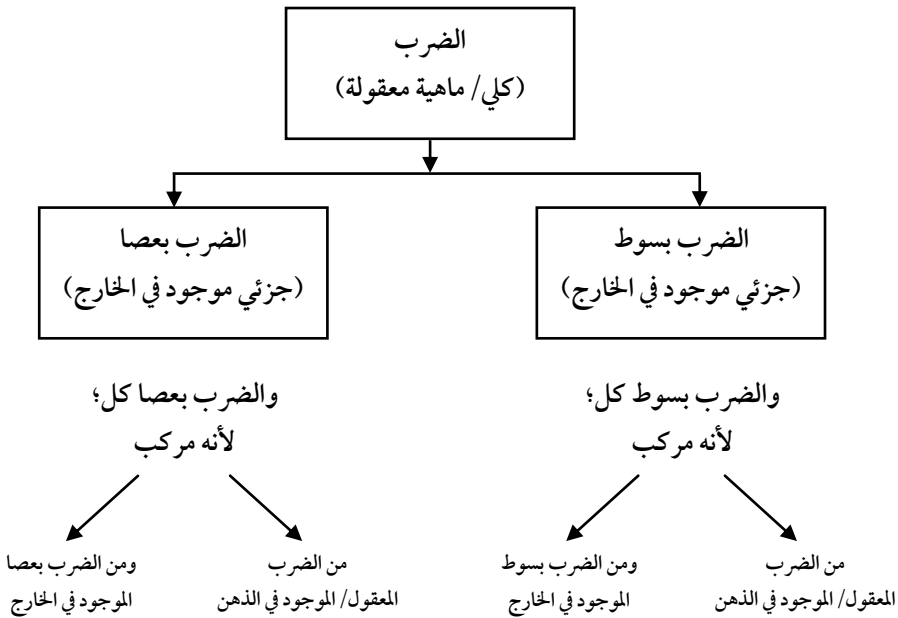 الضرب
(كلي/ ماهية معقولة)
الضرب بسوط
(جزئي موجود في الخارج)
الضرب بعصا
(جزئي موجود في الخارج)
والضرب بسوط كل؛
لأنه مركب
والضرب بعصا كل؛
لأنه مركب
من الضرب
المعقول/ الموجود في الذهن
ومن الضرب بسوط
الموجود في الخارج
من الضرب
المعقول/ الموجود في الذهن
ومن الضرب بعصا
الموجود في الخارج